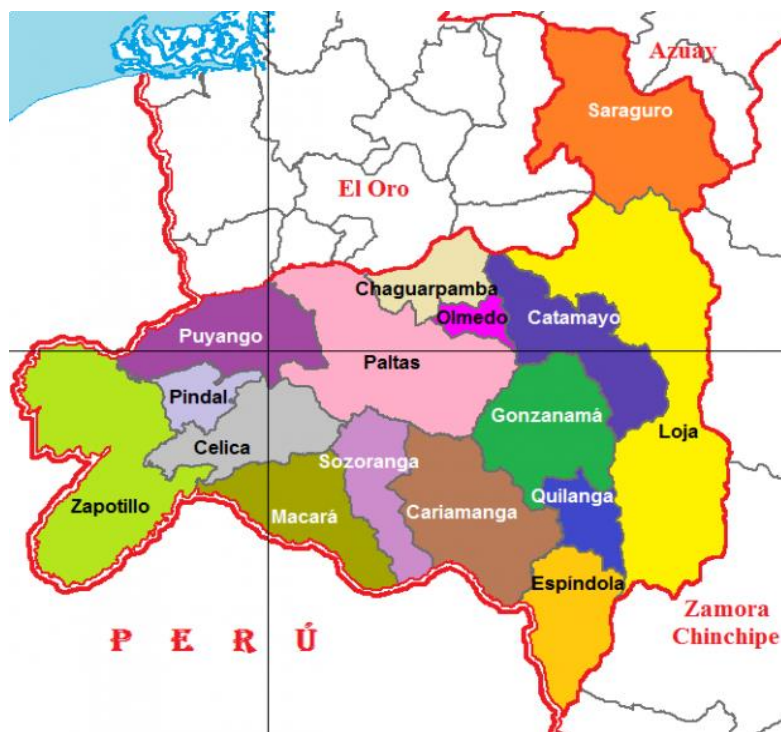 Azuay
Saraguro
El Oro
Chaguarpamba
Olmedo
Catamayo
Puyango
Paltas
Pindal
Gonzanamá
Loja
Celica
Sozoranga
Zapotillo
Macará
Cariamanga
Quilanga
Espíndola
Zamora
Chinchipe
P E R Ú